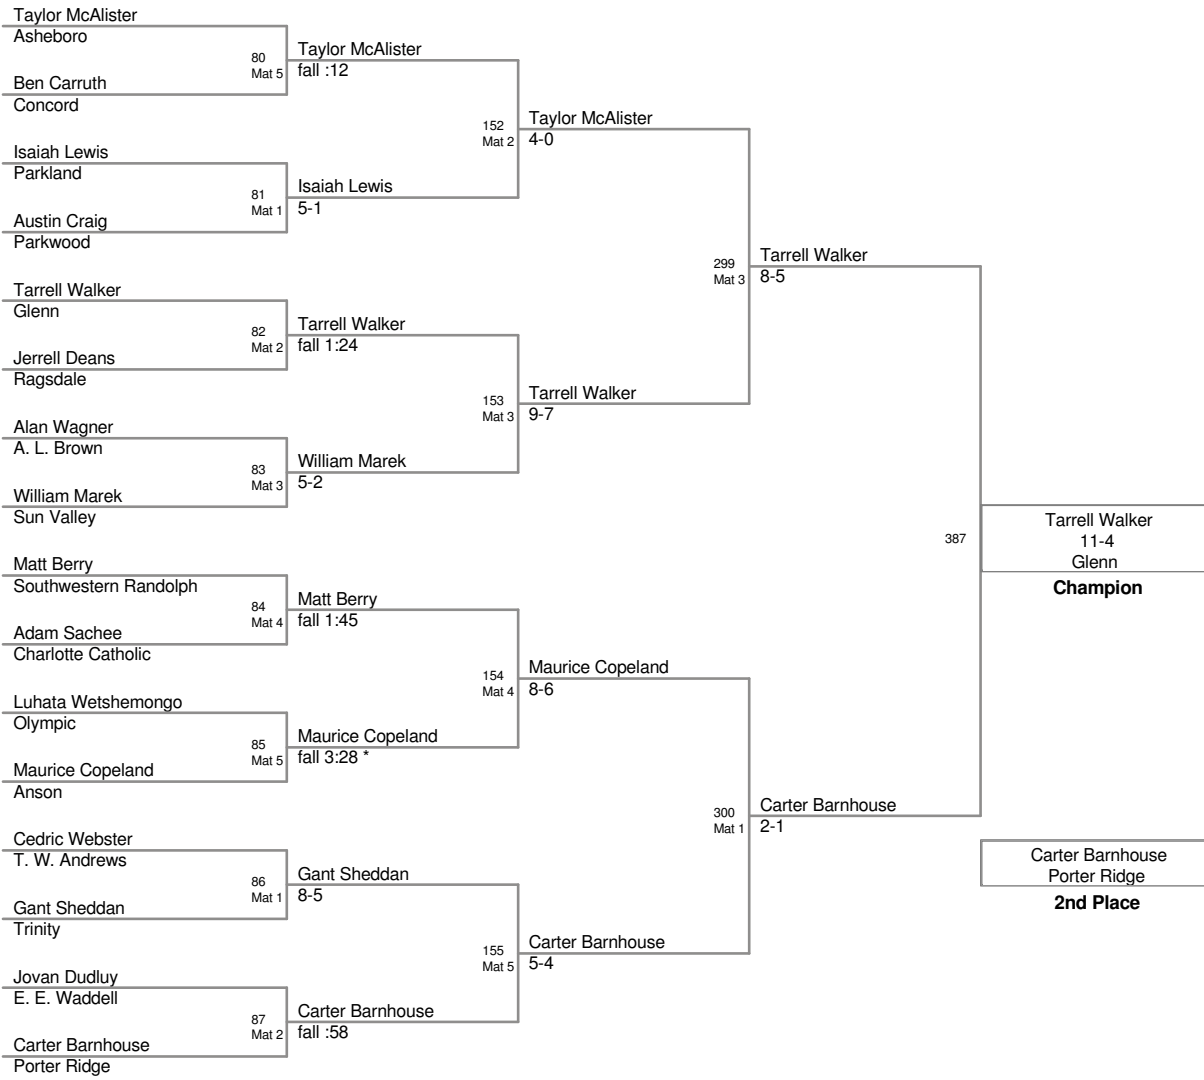 Taylor McAlister
Asheboro
80
Mat 5
Ben Carruth
Concord
Taylor McAlister
fall :12
Isaiah Lewis
Parkland
81
Mat 1
Austin Craig
Parkwood
Isaiah Lewis
5-1
152
Mat 2
Taylor McAlister
4-0
Tarrell Walker
Glenn
82
Mat 2
Jerrell Deans
Ragsdale
Tarrell Walker
fall 1:24
Alan Wagner
A. L. Brown
83
Mat 3
William Marek
Sun Valley
William Marek
5-2
153
Mat 3
Tarrell Walker
9-7
299
Mat 3
Tarrell Walker
8-5
Matt Berry
Southwestern Randolph
84
Mat 4
Adam Sachee
Charlotte Catholic
Matt Berry
fall 1:45
Luhata Wetshemongo
Olympic
85
Mat 5
Maurice Copeland
Anson
Maurice Copeland
fall 3:28 *
154
Mat 4
Maurice Copeland
8-6
Cedric Webster
T. W. Andrews
86
Mat 1
Gant Sheddan
Trinity
Gant Sheddan
8-5
Jovan Dudluy
E. E. Waddell
87
Mat 2
Carter Barnhouse
Porter Ridge
Carter Barnhouse
fall :58
155
Mat 5
Carter Barnhouse
5-4
300
Mat 1
Carter Barnhouse
2-1
387
Tarrell Walker
11-4
Glenn
Champion
Carter Barnhouse
Porter Ridge
2nd Place